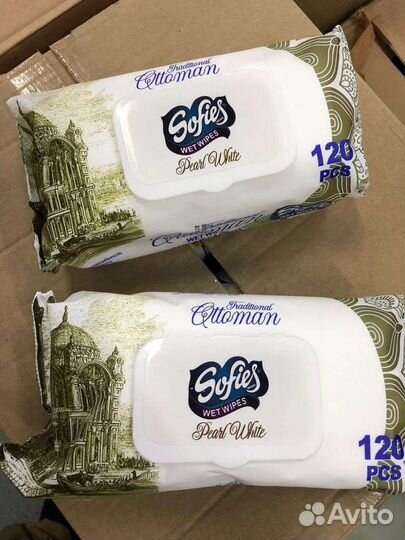 Traditional
Ottoman
Sofies
WET WIPES
Pearl White
120
PCS
Traditional
Ottoman
Sofies
WET WIPES
Pearl White
120
PCS
Avito